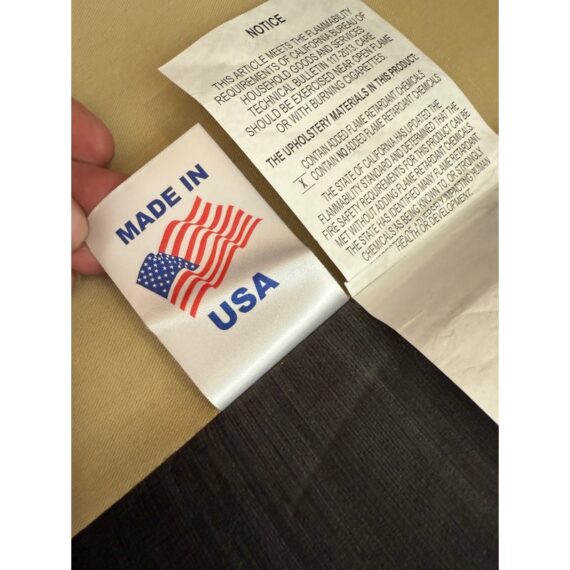 NOTICE
THIS ARTICLE MEETS THE FLAMMABILITY
REQUIREMENTS OF CALIFORNIA BUREAU OF
HOUSEHOLD GOODS AND SERVICES
TECHNICAL BULLETIN 117-2013. CARE
SHOULD BE EXERCISED NEAR OPEN FLAME
OR WITH BURNING CIGARETTES.
THE UPHOLSTERY MATERIALS IN THIS PRODUCT:
CONTAIN ADDED FLAME RETARDANT CHEMICALS
X CONTAIN NO ADDED FLAME RETARDANT CHEMICALS
THE STATE OF CALIFORNIA HAS UPDATED THE
FLAMMABILITY STANDARD AND DETERMINED THAT THE
FIRE SAFETY REQUIREMENTS FOR THIS PRODUCT CAN BE
MET WITHOUT ADDING FLAME RETARDANT CHEMICALS.
THE STATE HAS IDENTIFIED MANY FLAME RETARDANT
CHEMICALS AS BEING KNOWN TO, OR STRONGLY
ADVERSELY IMPACTING HUMAN
HEALTH OR DEVELOPMENT.
MADE IN
USA